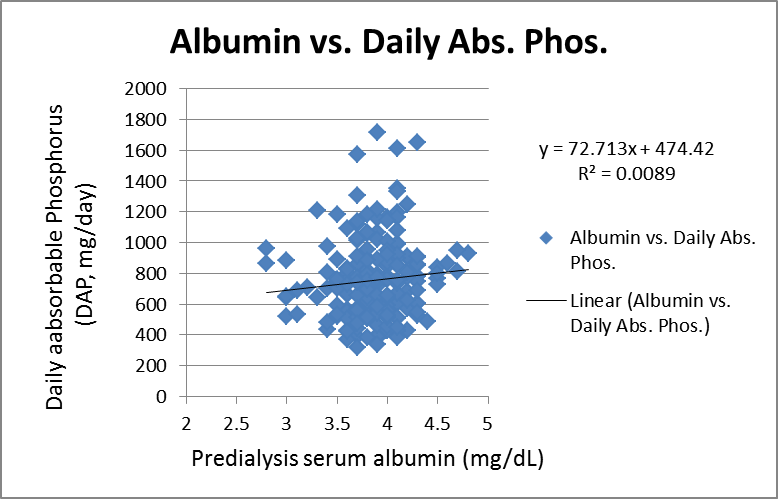 Albumin vs. Daily Abs. Phos.
Daily aabsorbable Phosphorus
(DAP, mg/day)
2000
1800
1600
1400
1200
1000
800
600
400
200
0
2 2.5 3 3.5 4 4.5 5
Predialysis serum albumin (mg/dL)
y = 72.713x + 474.42
R² = 0.0089
Albumin vs. Daily Abs.
Phos.
Linear (Albumin vs.
Daily Abs. Phos.)